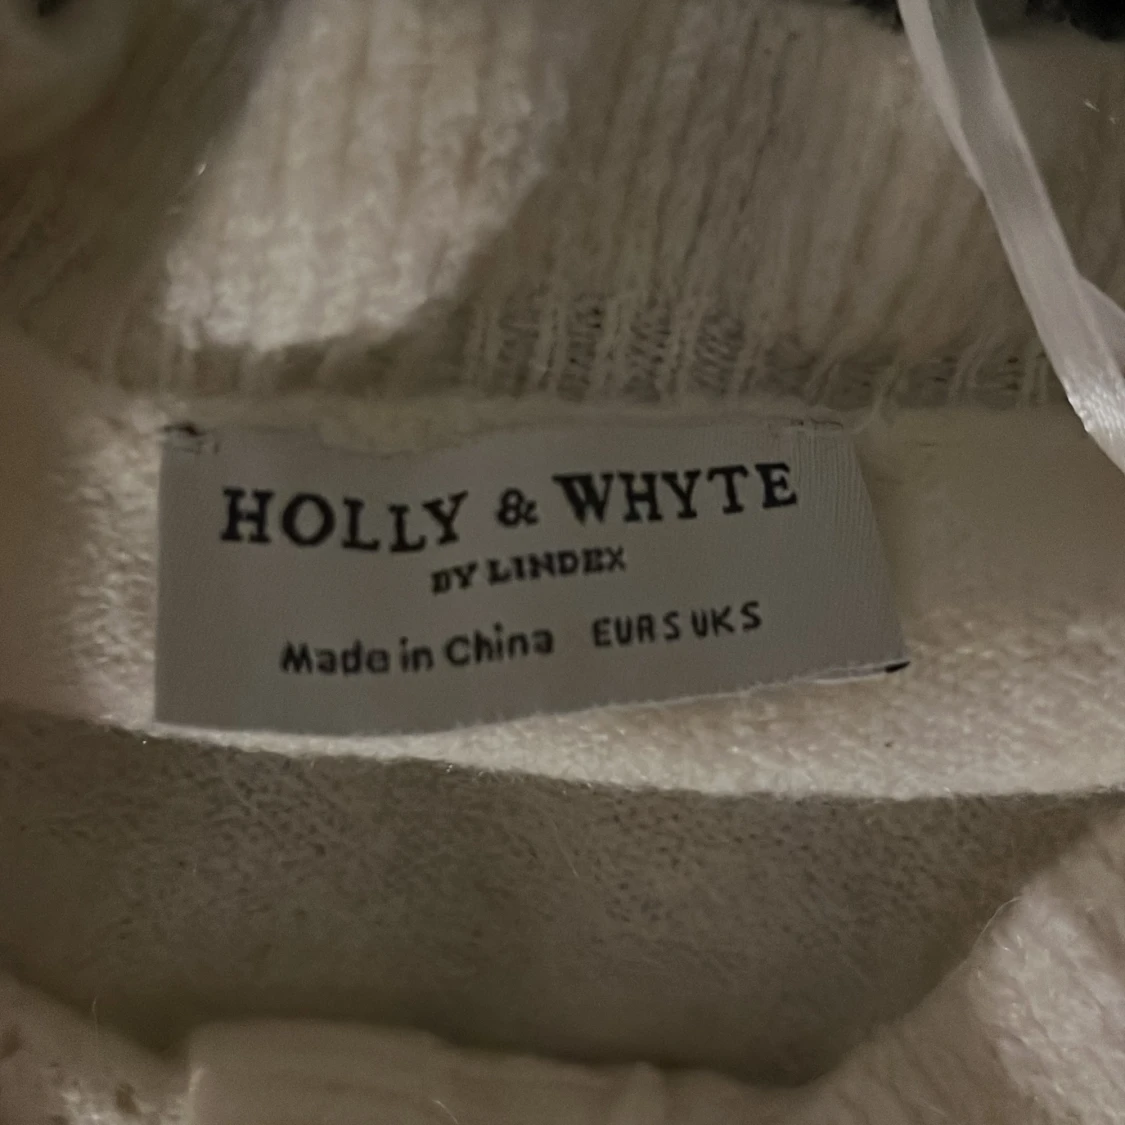 HOLLY & WHYTE
BY LINDEX
Made in China EUR S UK S